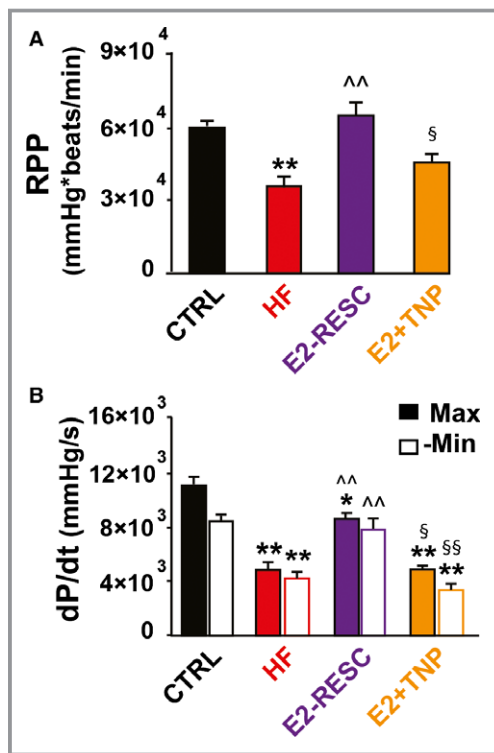 A
RPP
(mmHg*beats/min)
9×10⁴
6×10⁴
3×10⁴
0
**
^^
§
CTRL
HF
E2-RESC
E2+TNP
B
dP/dt (mmHg/s)
16×10³
12×10³
8×10³
4×10³
0
Max
-Min
** **
^^
* ^^
§
** §§
**
CTRL
HF
E2-RESC
E2+TNP